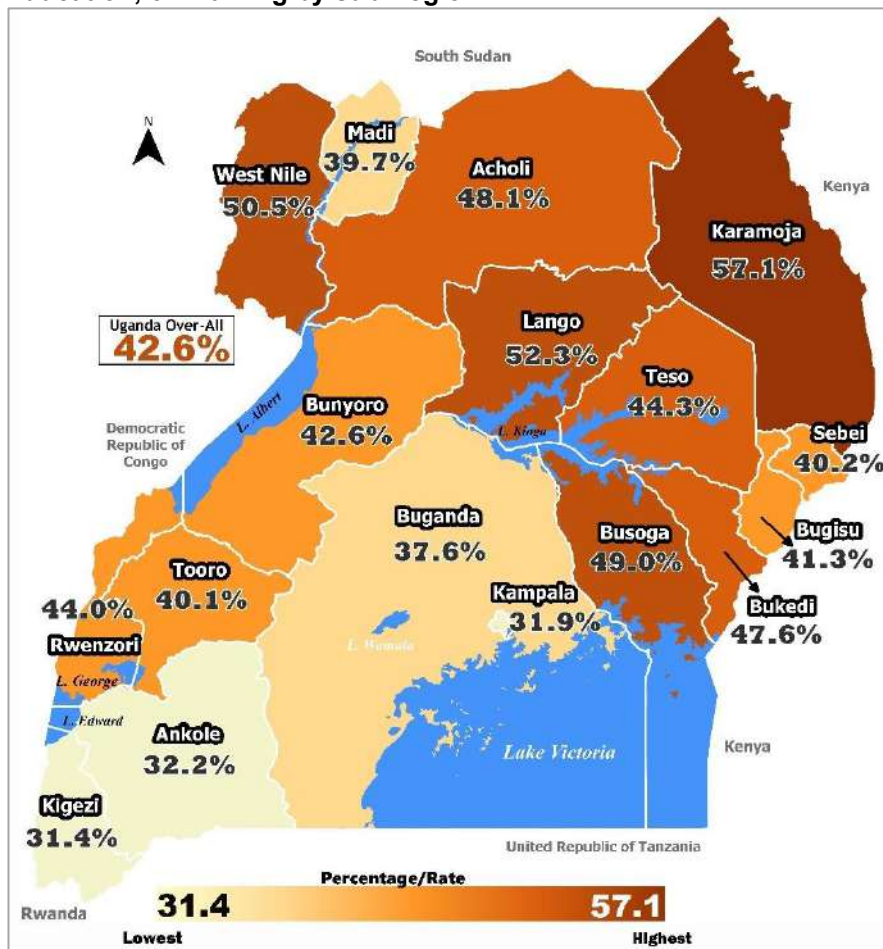 South Sudan
N
Madi
39.7%
West Nile
50.5%
Acholi
48.1%
Kenya
Karamoja
57.1%
Uganda Over-All
42.6%
Lango
52.3%
Teso
44.3%
L. Albert
Bunyoro
42.6%
L. Kioga
Democratic
Republic of
Congo
Sebei
40.2%
Buganda
37.6%
Busoga
49.0%
Bugisu
41.3%
Tooro
40.1%
Kampala
31.9%
Bukedi
47.6%
44.0%
Rwenzori
L. Wamala
L. George
L. Edward
Ankole
32.2%
Lake Victoria
Kenya
Kigezi
31.4%
United Republic of Tanzania
Percentage/Rate
31.4
57.1
Rwanda
Lowest
Highest